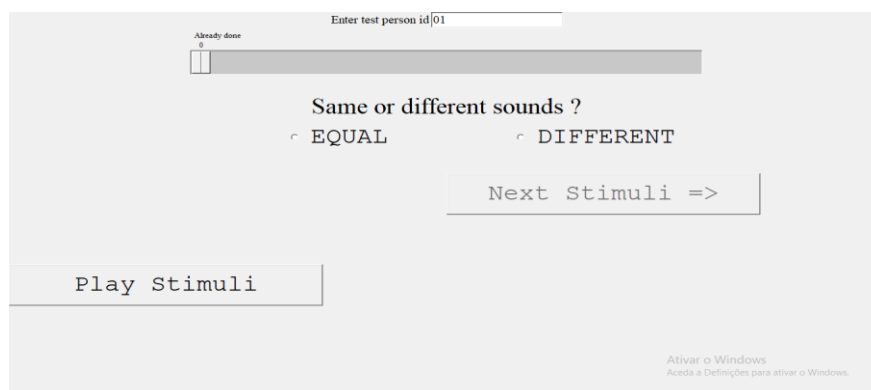 Enter test person id 01
Already done
0
Same or different sounds ?
EQUAL DIFFERENT
Next Stimuli =>
Play Stimuli
Ativar o Windows
Aceda a Definições para ativar o Windows.